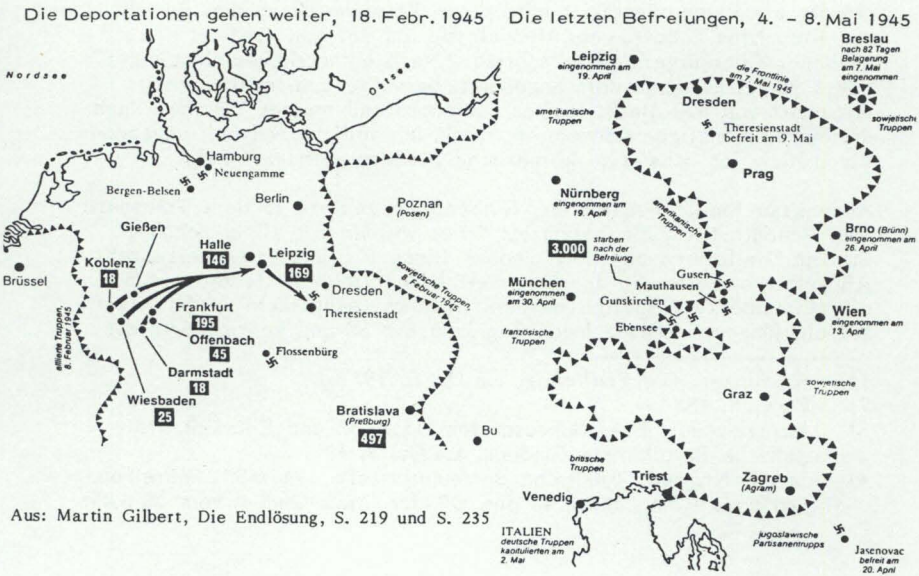 Die Deportationen gehen weiter, 18. Febr. 1945
Nordsee
Ostsee
Hamburg
Neuengamme
Bergen-Belsen
Berlin
Poznan
(Posen)
Gießen
Halle
146
Leipzig
169
Koblenz
18
Brüssel
Dresden
Theresienstadt
Frankfurt
195
Offenbach
45
Flossenbürg
Darmstadt
18
Wiesbaden
25
alliierte Truppen,
8. Februar 1945
sowjetische Truppen,
8. Februar 1945
Bratislava
(Preßburg)
497
Bu
Die letzten Befreiungen, 4. - 8. Mai 1945
Leipzig
eingenommen am
19. April
Breslau
nach 82 Tagen
Belagerung
am 7. Mai
eingenommen
die Frontlinie
am 7. Mai 1945
Dresden
amerikanische
Truppen
sowjetische
Truppen
Theresienstadt
befreit am 9. Mai
Prag
Nürnberg
eingenommen am
19. April
amerikanische
Truppen
Brno (Brünn)
eingenommen am
26. April
3.000
starben
nach der
Befreiung
Gusen
Mauthausen
München
eingenommen
am 30. April
Gunskirchen
Ebensee
Wien
eingenommen am
13. April
französische
Truppen
Graz
sowjetische
Truppen
britische
Truppen
Triest
Venedig
Zagreb
(Agram)
ITALIEN
deutsche Truppen
kapitulierten am
2. Mai
jugoslawische
Partisanentrupps
Jasenovac
befreit am
20. April
Aus: Martin Gilbert, Die Endlösung, S. 219 und S. 235